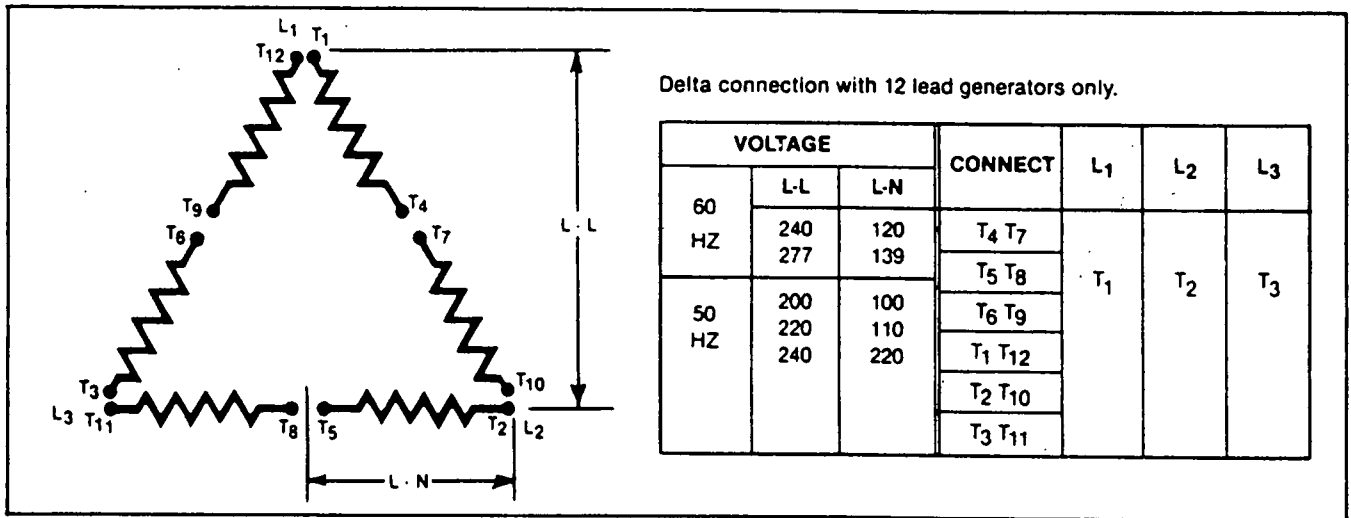 L1 T1
T12
Delta connection with 12 lead generators only.
VOLTAGE CONNECT L1 L2 L3
60 HZ L-L L-N
240 120
277 139
50 HZ
200 100
220 110
240 220
T4 T7
T5 T8
T6 T9
T1 T12
T2 T10
T3 T11
T1 T2 T3
T9 T4
T6 T7
L-L
T3 T10
L3 T11 T8 T5 T2 L2
L-N